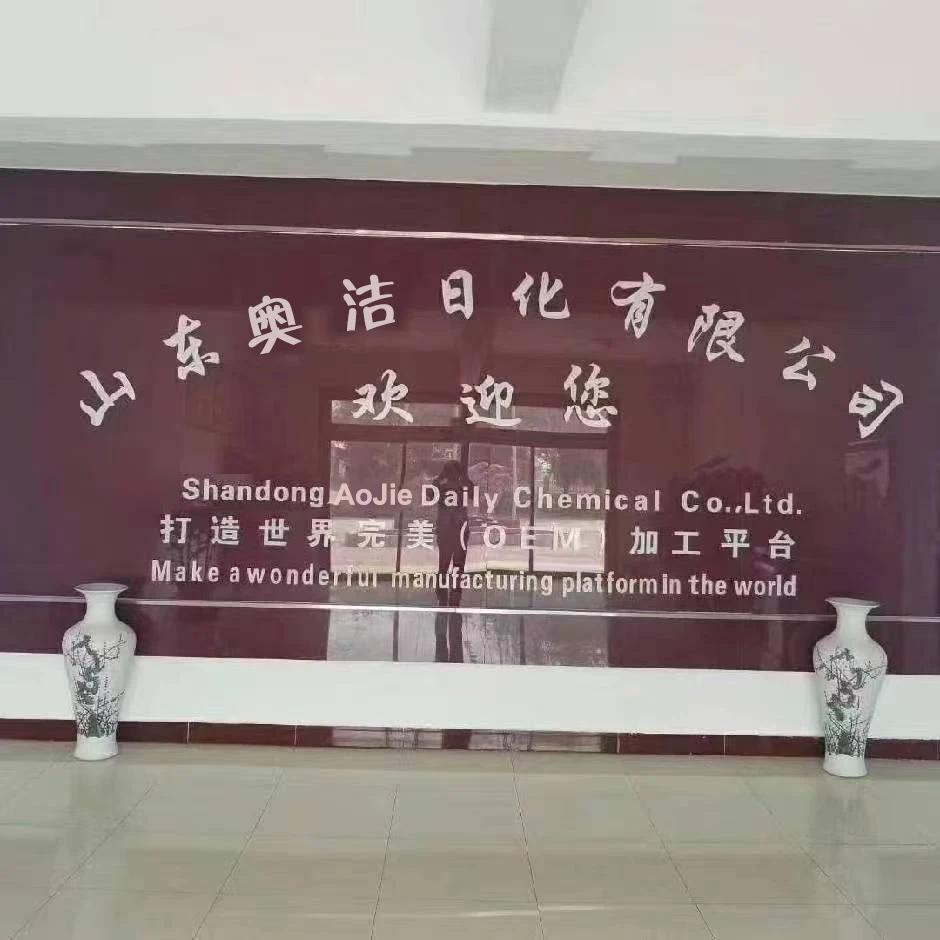 山东奥洁日化有限公司
欢迎您
Shandong AoJie Daily Chemical Co.,Ltd.
打造世界完美(OEM)加工平台
Make a wonderful manufacturing platform in the world